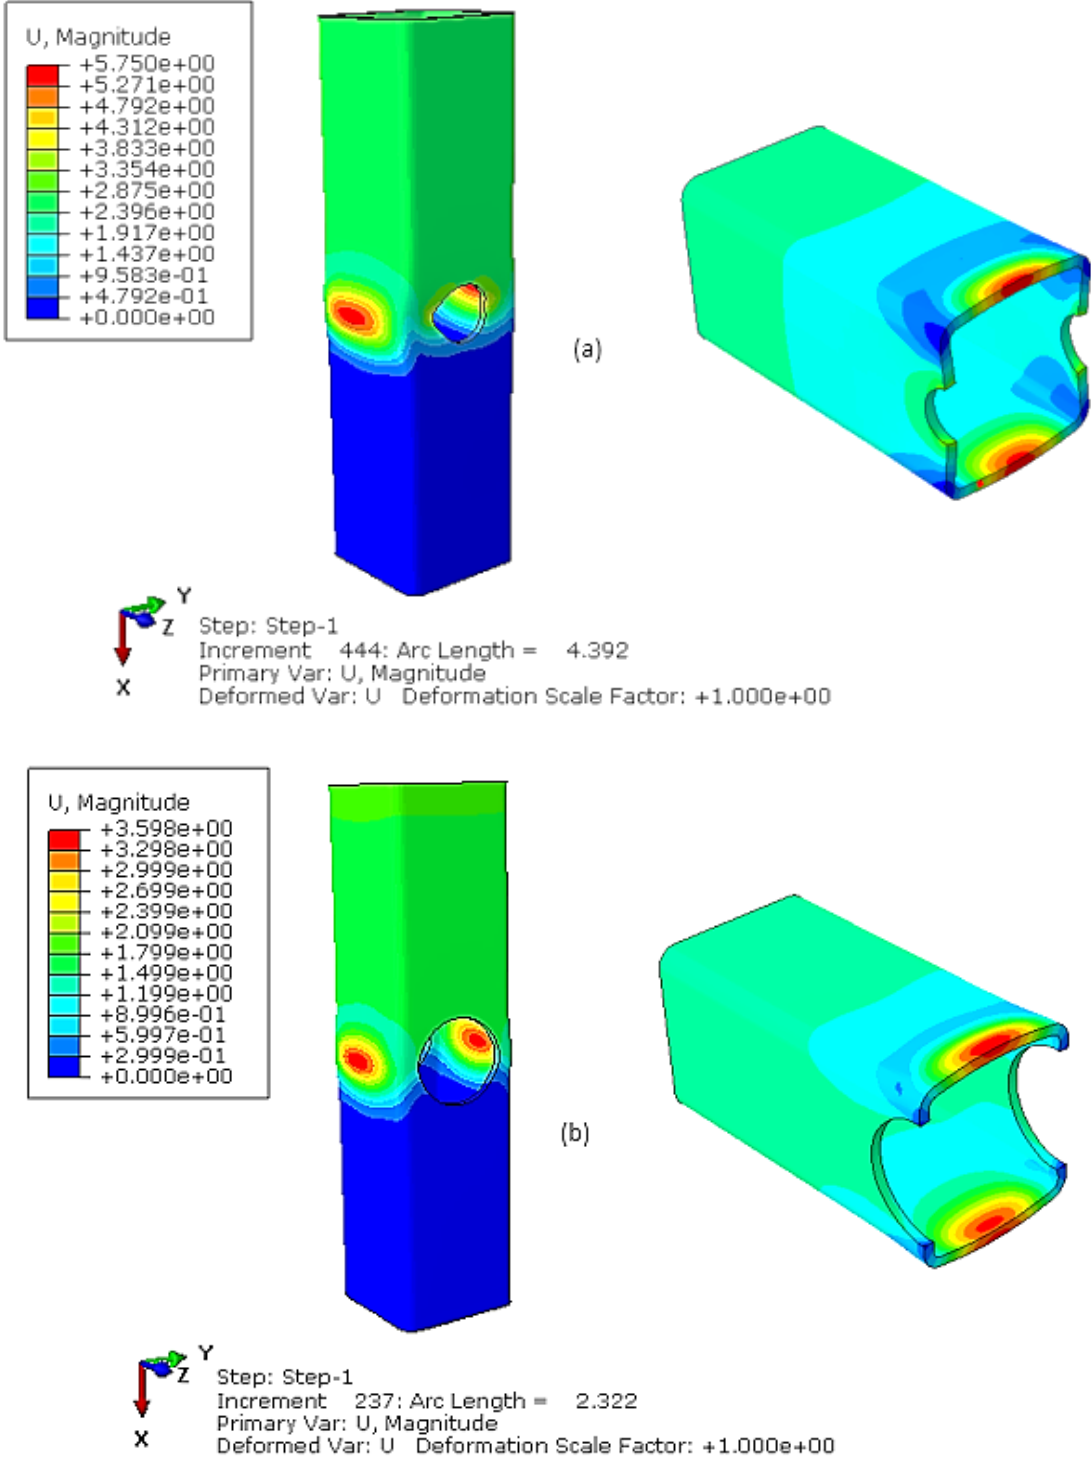 U, Magnitude
+5.750e+00
+5.271e+00
+4.792e+00
+4.312e+00
+3.833e+00
+3.354e+00
+2.875e+00
+2.396e+00
+1.917e+00
+1.437e+00
+9.583e-01
+4.792e-01
+0.000e+00
(a)
Y
Z
X
Step: Step-1
Increment 444: Arc Length = 4.392
Primary Var: U, Magnitude
Deformed Var: U Deformation Scale Factor: +1.000e+00
U, Magnitude
+3.598e+00
+3.298e+00
+2.999e+00
+2.699e+00
+2.399e+00
+2.099e+00
+1.799e+00
+1.499e+00
+1.199e+00
+8.996e-01
+5.997e-01
+2.999e-01
+0.000e+00
(b)
Y
Z
X
Step: Step-1
Increment 237: Arc Length = 2.322
Primary Var: U, Magnitude
Deformed Var: U Deformation Scale Factor: +1.000e+00